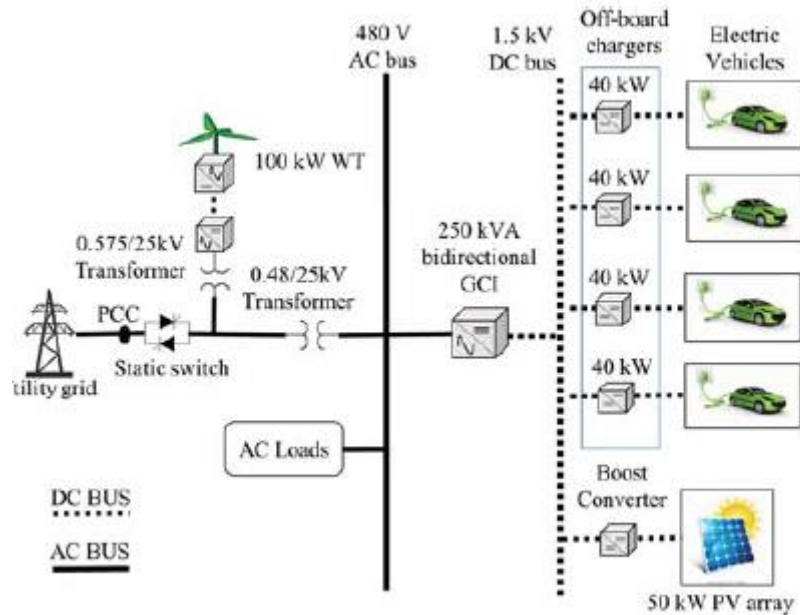 480 V
AC bus
1.5 kV
DC bus
Off-board
chargers
Electric
Vehicles
40 kW
100 kW WT
40 kW
0.575/25kV
Transformer
0.48/25kV
Transformer
250 kVA
bidirectional
GCI
40 kW
PCC
Static switch
tility grid
40 kW
AC Loads
Boost
Converter
DC BUS
AC BUS
50 kW PV array